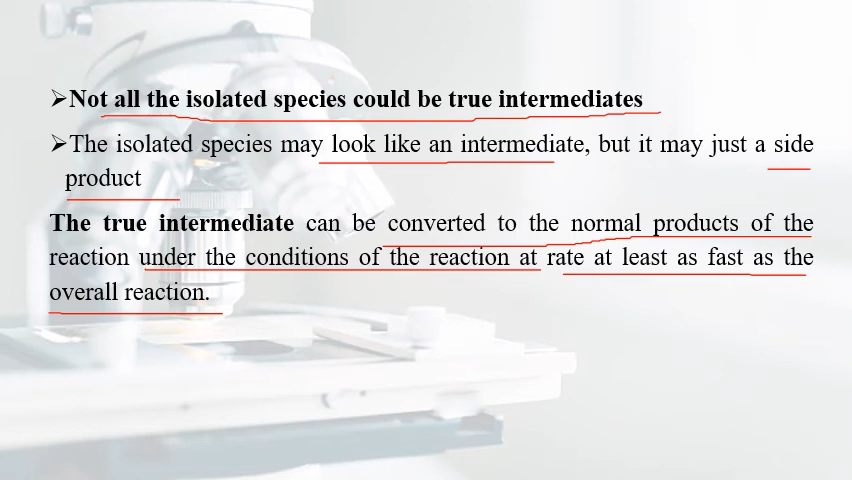 ➢Not all the isolated species could be true intermediates
➢The isolated species may look like an intermediate, but it may just a side
product
The true intermediate can be converted to the normal products of the
reaction under the conditions of the reaction at rate at least as fast as the
overall reaction.